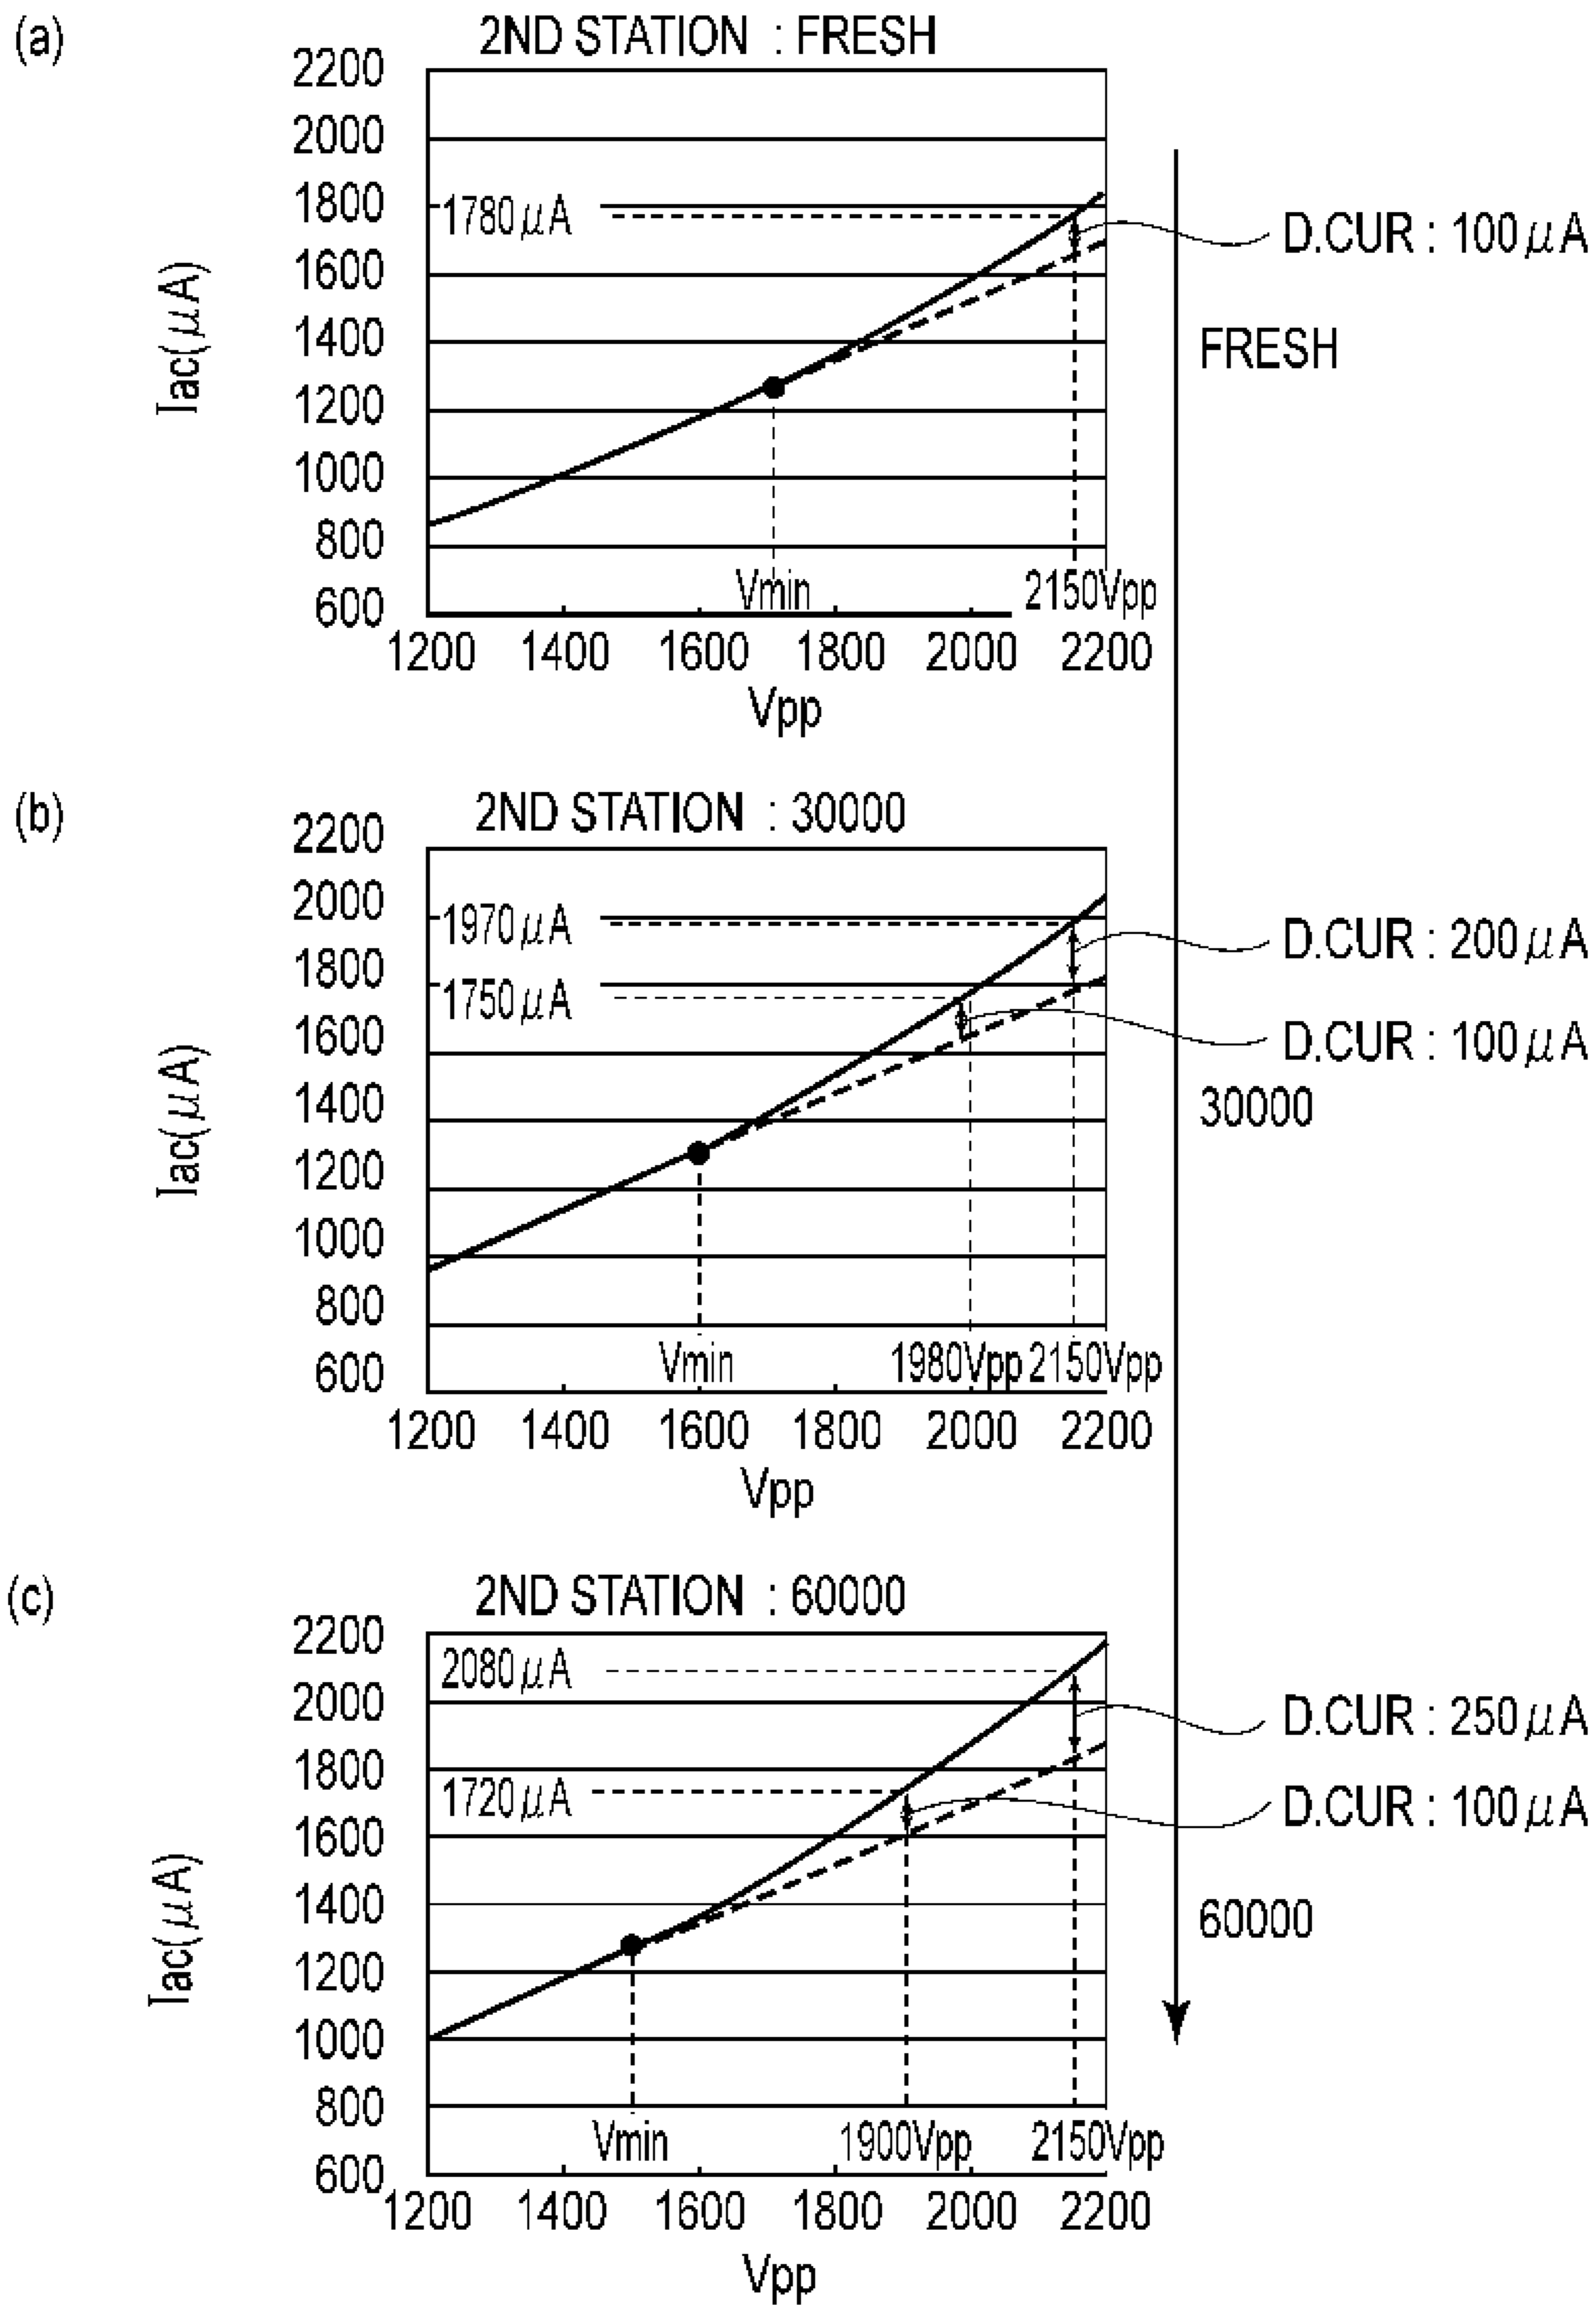 (a)
2ND STATION : FRESH
2200
2000
1800
1600
1400
1200
1000
800
600
Iac(μA)
1780μA
D.CUR : 100μA
FRESH
Vmin
2150Vpp
1200 1400 1600 1800 2000 2200
Vpp
(b)
2ND STATION : 30000
2200
2000
1800
1600
1400
1200
1000
800
600
Iac(μA)
1970μA
1750μA
D.CUR : 200μA
D.CUR : 100μA
30000
Vmin
1980Vpp
2150Vpp
1200 1400 1600 1800 2000 2200
Vpp
(c)
2ND STATION : 60000
2200
2000
1800
1600
1400
1200
1000
800
600
Iac(μA)
2080μA
1720μA
D.CUR : 250μA
D.CUR : 100μA
60000
Vmin
1900Vpp
2150Vpp
1200 1400 1600 1800 2000 2200
Vpp